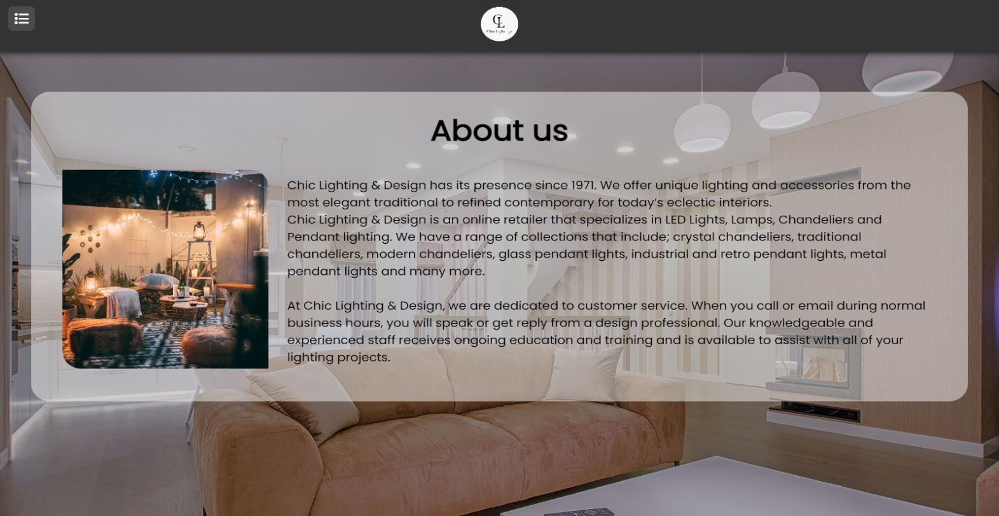 CL
About us
Chic Lighting & Design has its presence since 1971. We offer unique lighting and accessories from the
most elegant traditional to refined contemporary for today’s eclectic interiors.
Chic Lighting & Design is an online retailer that specializes in LED Lights, Lamps, Chandeliers and
Pendant lighting. We have a range of collections that include; crystal chandeliers, traditional
chandeliers, modern chandeliers, glass pendant lights, industrial and retro pendant lights, metal
pendant lights and many more.
At Chic Lighting & Design, we are dedicated to customer service. When you call or email during normal
business hours, you will speak or get reply from a design professional. Our knowledgeable and
experienced staff receives ongoing education and training and is available to assist with all of your
lighting projects.